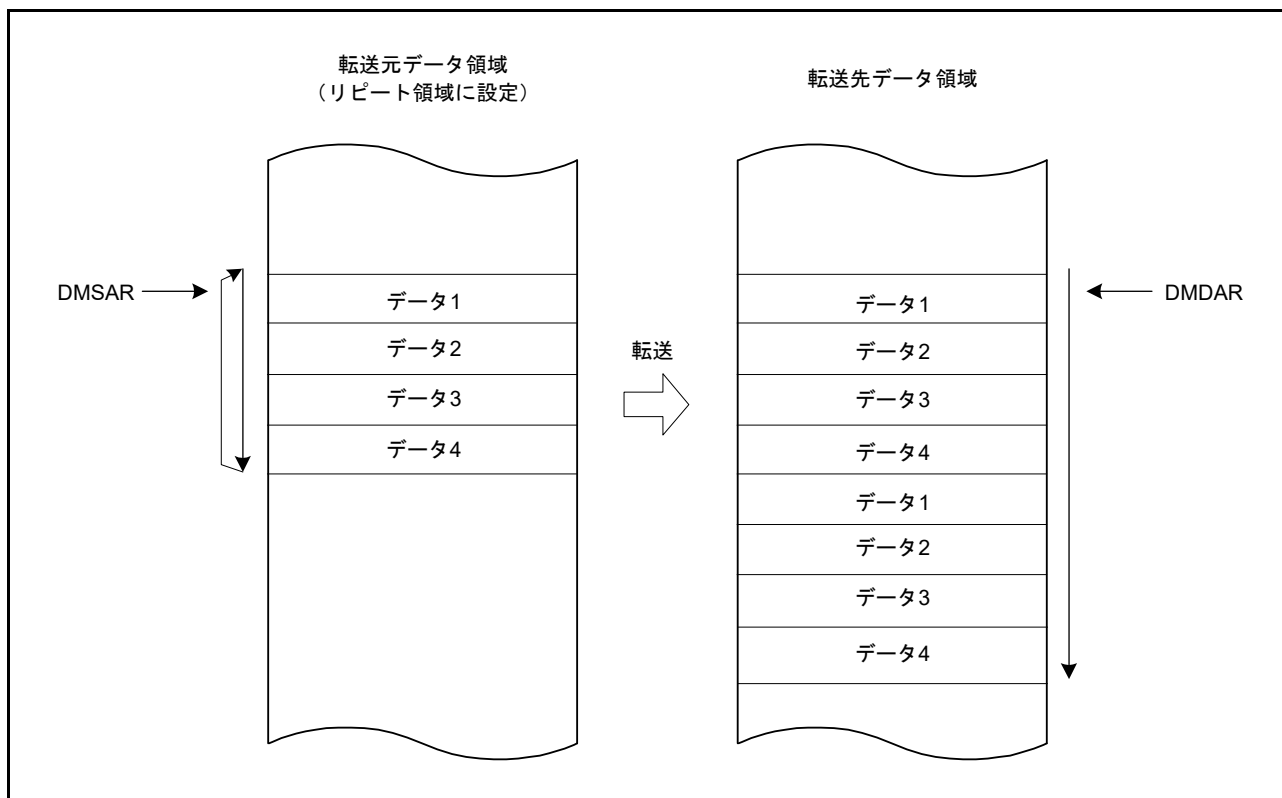 転送元データ領域
（リピート領域に設定）
転送先データ領域
DMSAR
データ1
データ2
データ3
データ4
転送
データ1
データ2
データ3
データ4
データ1
データ2
データ3
データ4
DMDAR